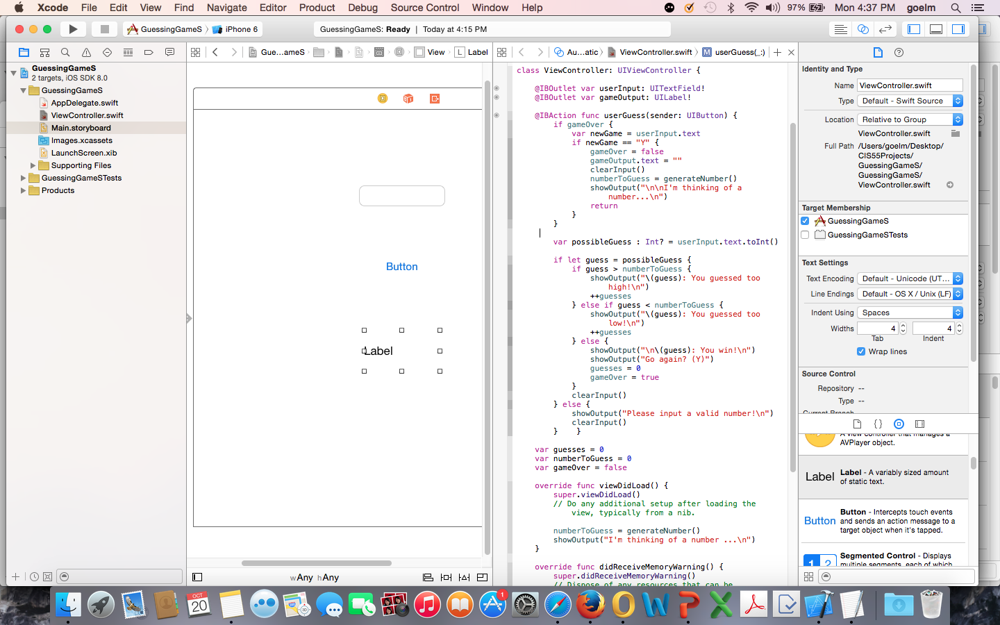 Xcode File Edit View Find Navigate Editor Product Debug Source Control Window Help 97% Mon 4:37 PM goelm
GuessingGameS iPhone 6 GuessingGameS: Ready | Today at 4:15 PM
Gue...ameS View L Label Au...atic) ViewController.swift M userGuess(_:)
GuessingGameS
2 targets, iOS SDK 8.0
GuessingGameS
AppDelegate.swift
ViewController.swift
Main.storyboard
Images.xcassets
LaunchScreen.xib
Supporting Files
GuessingGameSTests
Products
Button
Label
wAny hAny
class ViewController: UIViewController {
@IBOutlet var userInput: UITextField!
@IBOutlet var gameOutput: UILabel!
@IBAction func userGuess(sender: UIButton) {
if gameOver {
var newGame = userInput.text
if newGame == "Y" {
gameOver = false
gameOutput.text = ""
clearInput()
numberToGuess = generateNumber()
showOutput("\n\nI'm thinking of a
number...\n")
return
}
}
var possibleGuess : Int? = userInput.text.toInt()
if let guess = possibleGuess {
if guess > numberToGuess {
showOutput("\(guess): You guessed too
high!\n")
++guesses
} else if guess < numberToGuess {
showOutput("\(guess): You guessed too
low!\n")
++guesses
} else {
showOutput("\n\(guess): You win!\n")
showOutput("Go again? (Y)")
guesses = 0
gameOver = true
}
clearInput()
} else {
showOutput("Please input a valid number!\n")
clearInput()
} }
var guesses = 0
var numberToGuess = 0
var gameOver = false
override func viewDidLoad() {
super.viewDidLoad()
// Do any additional setup after loading the
view, typically from a nib.
numberToGuess = generateNumber()
showOutput("I'm thinking of a number ...\n")
}
override func didReceiveMemoryWarning() {
super.didReceiveMemoryWarning()
// Dispose of any resources that can be
Identity and Type
Name ViewController.swift
Type Default - Swift Source
Location Relative to Group
ViewController.swift
Full Path /Users/goelm/Desktop/
CIS55Projects/
GuessingGameS/
GuessingGameS/
ViewController.swift
Target Membership
GuessingGameS
GuessingGameSTests
Text Settings
Text Encoding Default - Unicode (UT...
Line Endings Default - OS X / Unix (LF)
Indent Using Spaces
Widths 4 4
Tab Indent
Wrap lines
Source Control
Repository --
Type --
Current Branch
A view controller that manages a
AVPlayer object.
Label Label - A variably sized amount
of static text.
Button Button - Intercepts touch events
and sends an action message to a
target object when it's tapped.
1 2 Segmented Control - Displays
multiple segments, each of which
OCT
20
3D
1